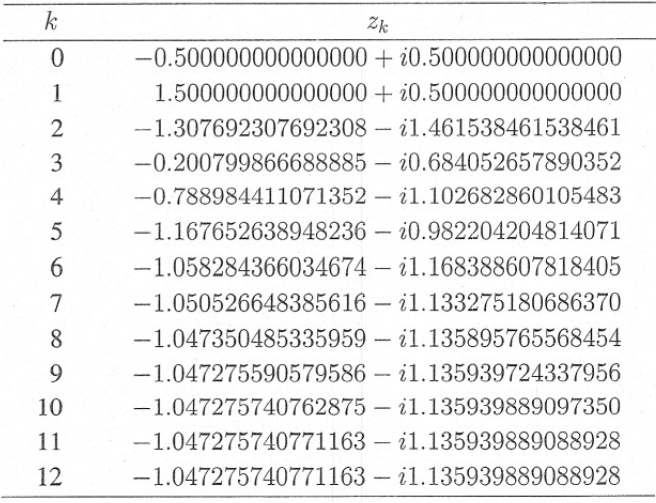 k z_k
0 −0.500000000000000 + i0.500000000000000
1 1.500000000000000 + i0.500000000000000
2 −1.307692307692308 − i1.461538461538461
3 −0.200799866688885 − i0.684052657890352
4 −0.788984411071352 − i1.102682860105483
5 −1.167652638948236 − i0.982204204814071
6 −1.058284366034674 − i1.168388607818405
7 −1.050526648385616 − i1.133275180686370
8 −1.047350485335959 − i1.135895765568454
9 −1.047275590579586 − i1.135939724337956
10 −1.047275740762875 − i1.135939889097350
11 −1.047275740771163 − i1.135939889088928
12 −1.047275740771163 − i1.135939889088928